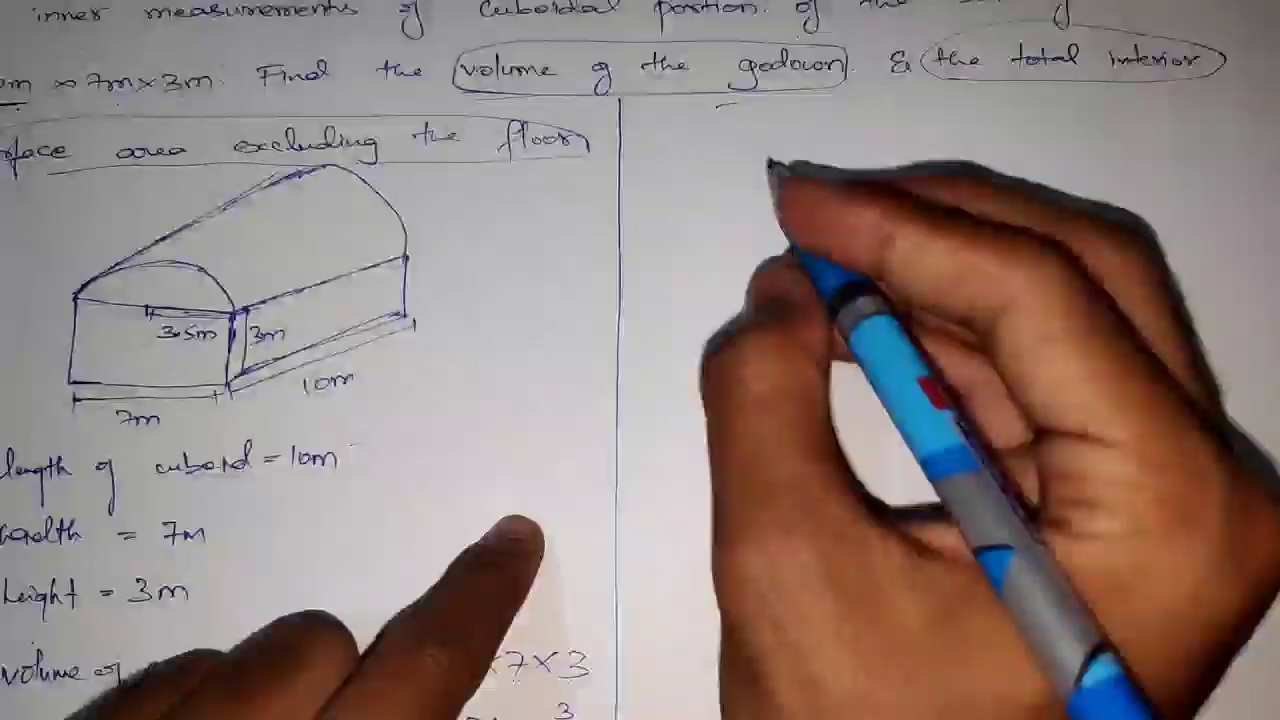 inner measurements of cuboidal portion of the
m × 7m × 3m. Find the volume of the godown & the total interior
rface area excluding the floor
3.5m
3m
10m
7m
length of cuboid = 10m
readth = 7m
height = 3m
volume of ×7×3
3